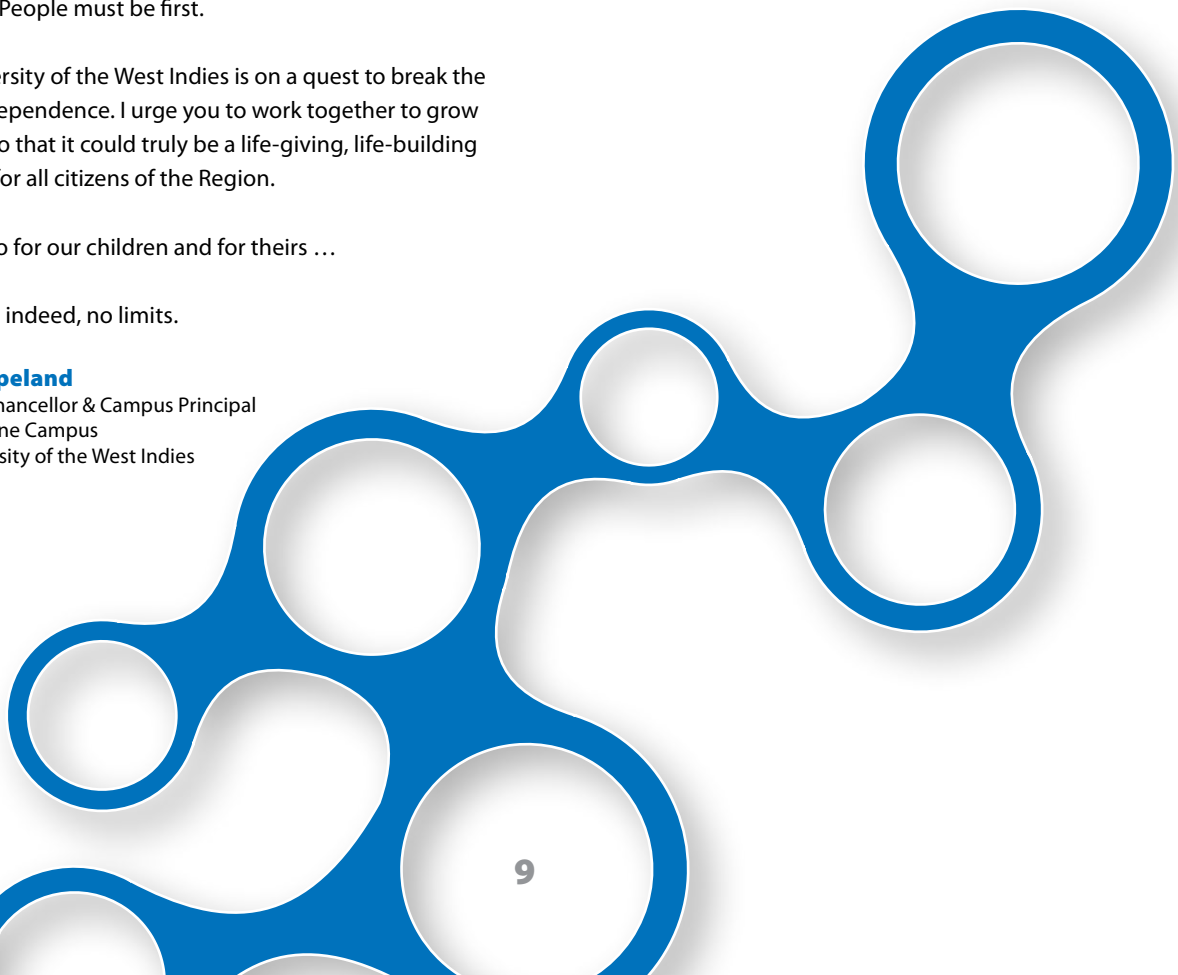 People must be first.
ersity of the West Indies is on a quest to break the
ependence. I urge you to work together to grow
o that it could truly be a life-giving, life-building
for all citizens of the Region.
o for our children and for theirs …
indeed, no limits.
peland
hancellor & Campus Principal
ne Campus
sity of the West Indies
9